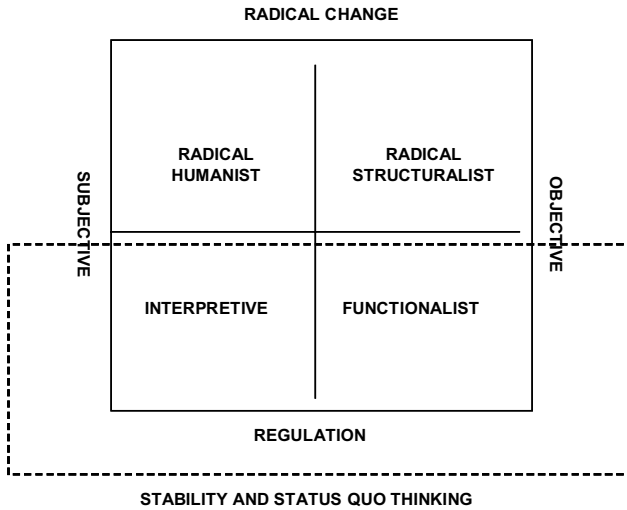 RADICAL CHANGE
RADICAL
HUMANIST
RADICAL
STRUCTURALIST
SUBJECTIVE
OBJECTIVE
INTERPRETIVE
FUNCTIONALIST
REGULATION
STABILITY AND STATUS QUO THINKING